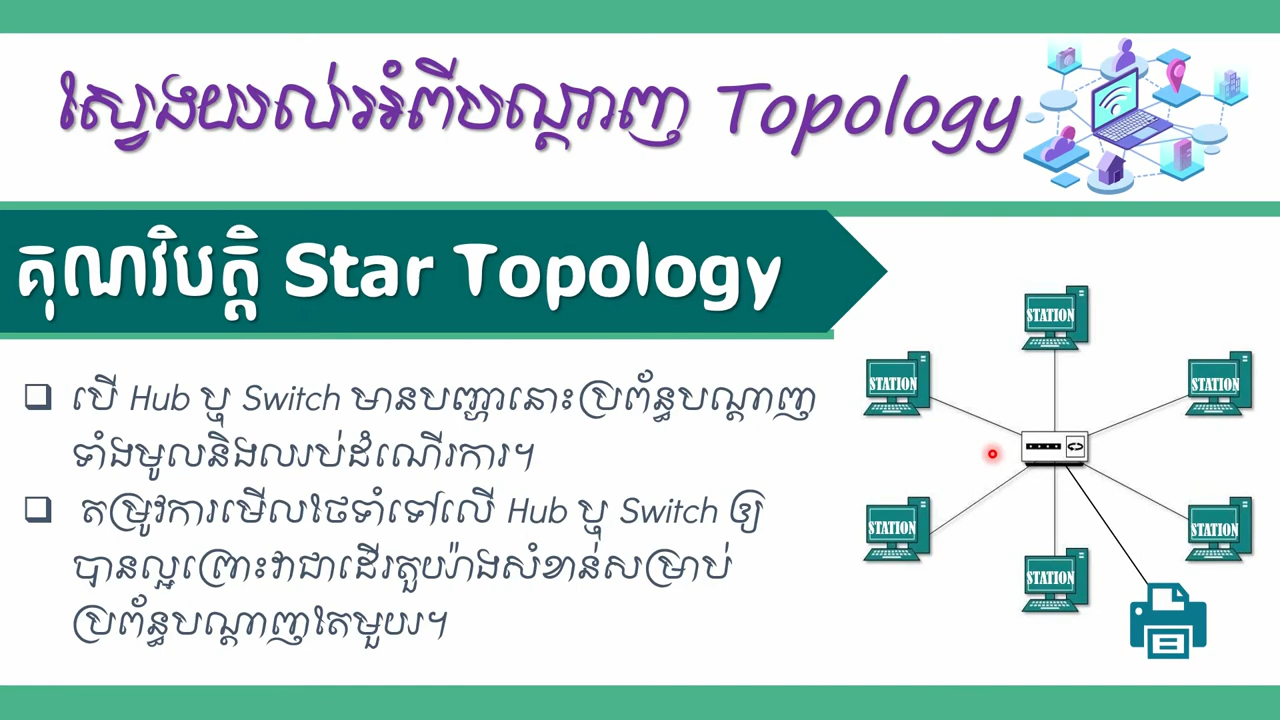 ស្វែងយល់អំពីបណ្តាញ Topology
គុណវិបត្តិ Star Topology
បើ Hub ឬ Switch មានបញ្ហានោះប្រព័ន្ធបណ្តាញ
ទាំងមូលនិងឈប់ដំណើរការ។
តម្រូវការមើលថែទាំទៅលើ Hub ឬ Switch ឲ្យ
បានល្អព្រោះវាជាដើរតួយ៉ាងសំខាន់សម្រាប់
ប្រព័ន្ធបណ្តាញតែមួយ។
STATION
STATION
STATION
STATION
STATION
STATION